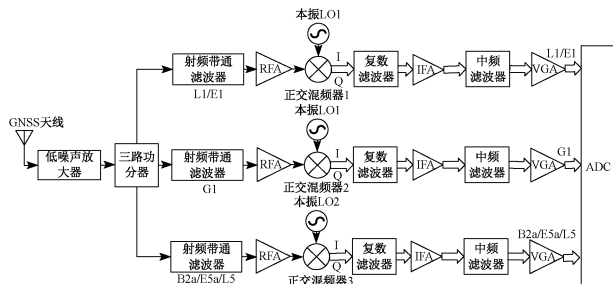 本振LO1
射频带通
滤波器
L1/E1
RFA
I
Q
正交混频器1
复数
滤波器
IFA
中频
滤波器
VGA
L1/E1
GNSS天线
低噪声放
大器
三路功
分器
本振LO1
射频带通
滤波器
G1
RFA
I
Q
正交混频器2
复数
滤波器
IFA
中频
滤波器
VGA
G1
ADC
本振LO2
射频带通
滤波器
B2a/E5a/L5
RFA
I
Q
正交混频器3
复数
滤波器
IFA
中频
滤波器
VGA
B2a/E5a/L5